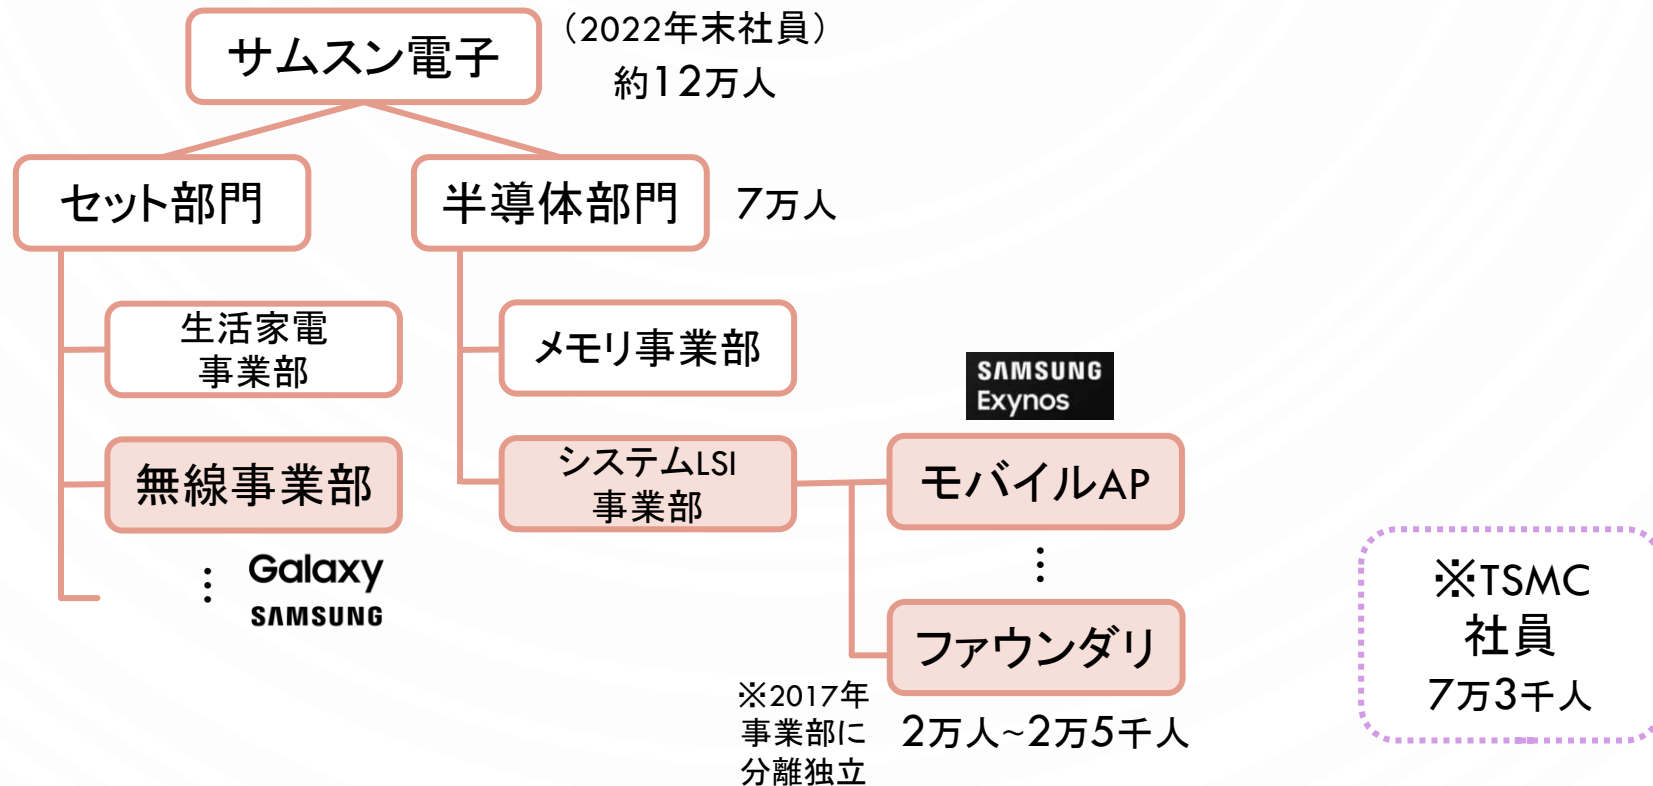 サムスン電子
（2022年末社員）
約12万人
セット部門
半導体部門
7万人
生活家電
事業部
メモリ事業部
SAMSUNG
Exynos
無線事業部
システムLSI
事業部
モバイルAP
⋮
Galaxy
SAMSUNG
⋮
ファウンダリ
※2017年
事業部に
分離独立
2万人~2万5千人
※TSMC
社員
7万3千人